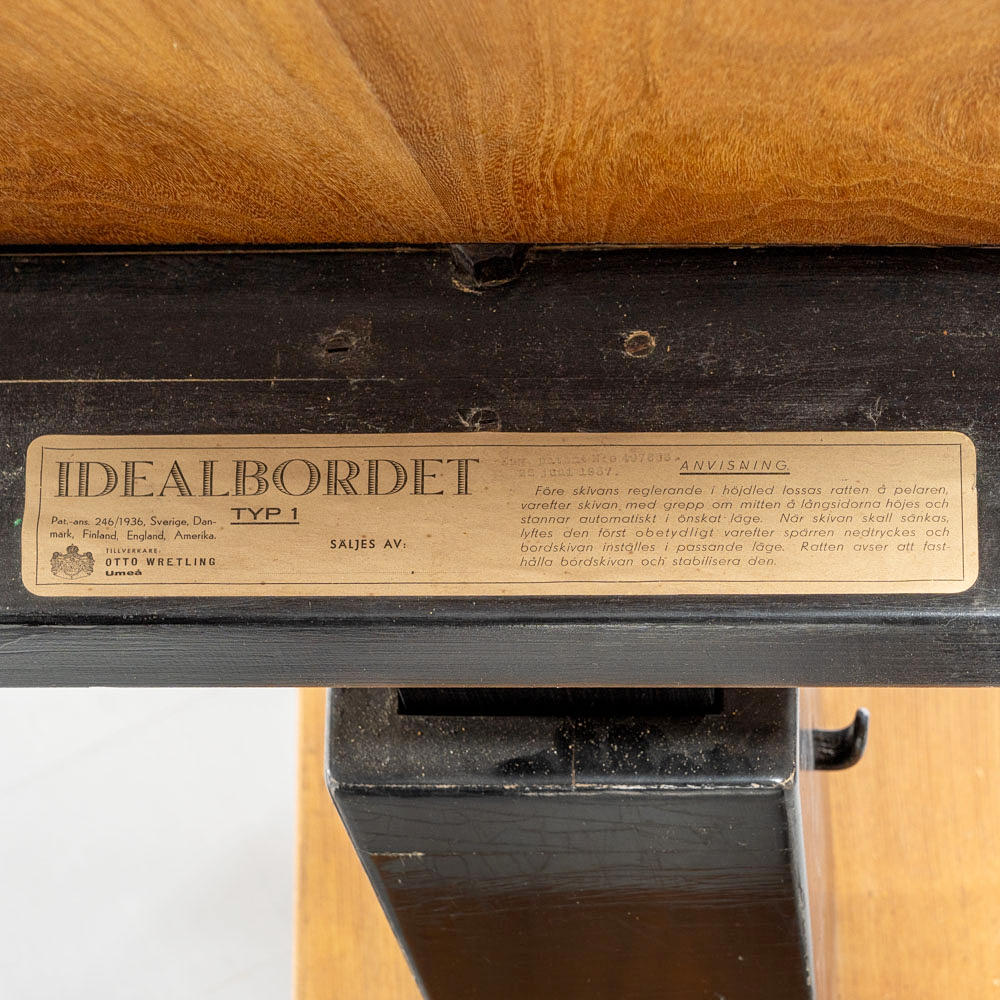 IDEALBORDET
TYP 1
Pat.-ans. 246/1936, Sverige, Dan-
mark, Finland, England, Amerika.
TILLVERKARE:
OTTO WRETLING
Umeå
SÄLJES AV:
1937.
ANVISNING.
Före skivans reglerande i höjdled lossas ratten å pelaren,
varefter skivan, med grepp om mitten å långsidorna höjes och
stannar automatiskt i önskat läge. När skivan skall sänkas,
lyftes den först obetydligt varefter spärren nedtryckes och
bordskivan inställes i passande läge. Ratten avser att fast-
hålla bordskivan och stabilisera den.